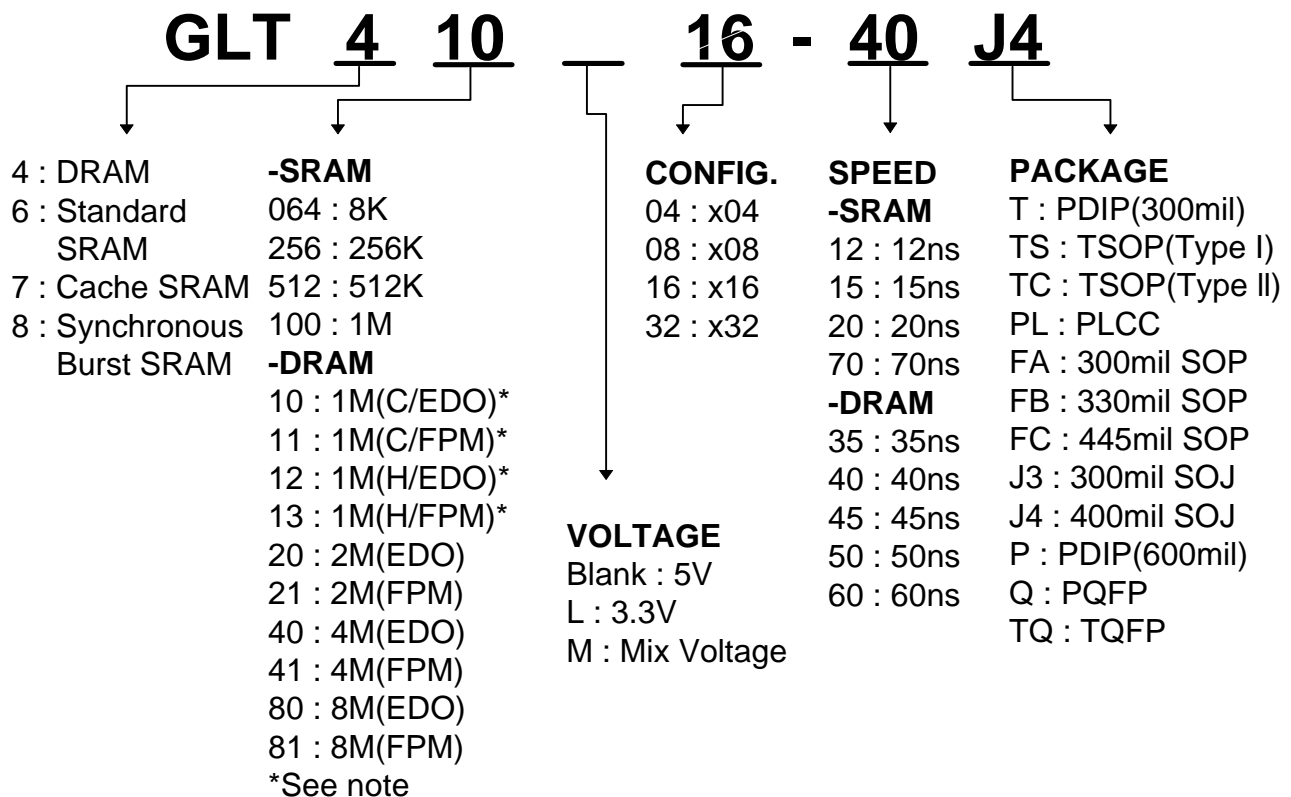 GLT 4 10 16 - 40 J4
4 : DRAM
6 : Standard
SRAM
7 : Cache SRAM
8 : Synchronous
Burst SRAM
-SRAM
064 : 8K
256 : 256K
512 : 512K
100 : 1M
-DRAM
10 : 1M(C/EDO)*
11 : 1M(C/FPM)*
12 : 1M(H/EDO)*
13 : 1M(H/FPM)*
20 : 2M(EDO)
21 : 2M(FPM)
40 : 4M(EDO)
41 : 4M(FPM)
80 : 8M(EDO)
81 : 8M(FPM)
*See note
VOLTAGE
Blank : 5V
L : 3.3V
M : Mix Voltage
CONFIG.
04 : x04
08 : x08
16 : x16
32 : x32
SPEED
-SRAM
12 : 12ns
15 : 15ns
20 : 20ns
70 : 70ns
-DRAM
35 : 35ns
40 : 40ns
45 : 45ns
50 : 50ns
60 : 60ns
PACKAGE
T : PDIP(300mil)
TS : TSOP(Type I)
TC : TSOP(Type ll)
PL : PLCC
FA : 300mil SOP
FB : 330mil SOP
FC : 445mil SOP
J3 : 300mil SOJ
J4 : 400mil SOJ
P : PDIP(600mil)
Q : PQFP
TQ : TQFP